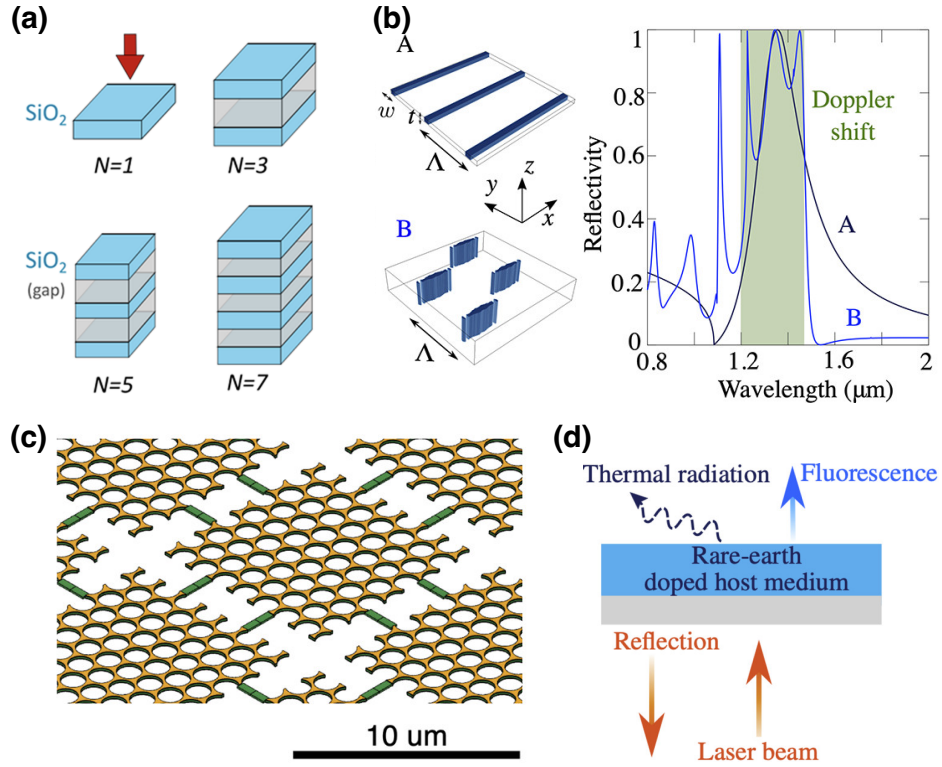 (a)
SiO₂
N=1
N=3
SiO₂
(gap)
N=5
N=7
(b)
A
w
t
Λ
z
y
x
B
Λ
Reflectivity
1
0.8
0.6
0.4
0.2
0
Doppler
shift
A
B
0.8
1.2
1.6
2
Wavelength (μm)
(c)
10 um
(d)
Thermal radiation
Fluorescence
Rare-earth
doped host medium
Reflection
Laser beam